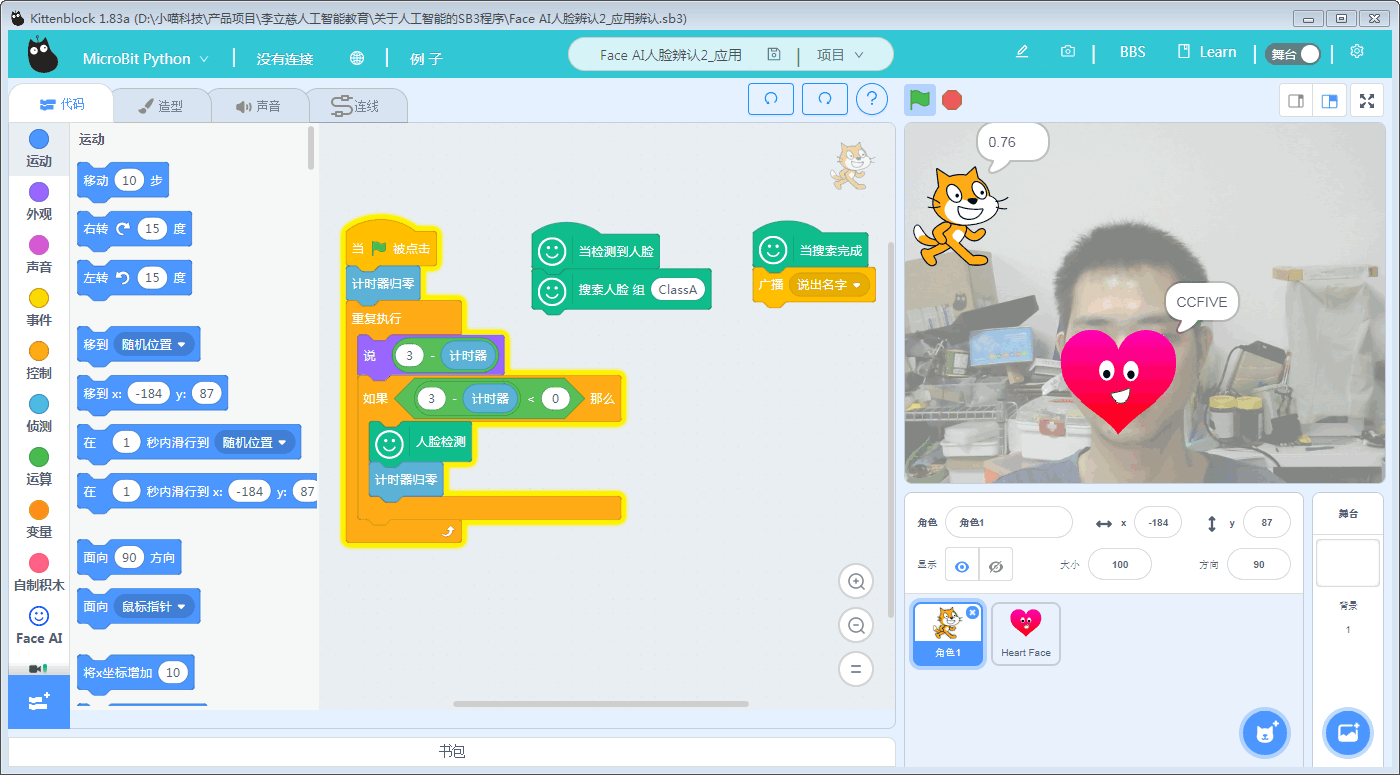 Kittenblock 1.83a (D:\小喵科技\产品项目\李立慈人工智能教育\关于人工智能的SB3程序\Face AI人脸辨认2_应用辨认.sb3)
MicroBit Python
没有连接
例子
Face AI人脸辨认2_应用
项目
BBS
Learn
舞台
代码
造型
声音
连线
?
运动
外观
声音
事件
控制
侦测
运算
变量
自制积木
Face AI
运动
移动 10 步
右转 15 度
左转 15 度
移到 随机位置
移到 x: -184 y: 87
在 1 秒内滑行到 随机位置
在 1 秒内滑行到 x: -184 y: 87
面向 90 方向
面向 鼠标指针
将x坐标增加 10
当 被点击
计时器归零
重复执行
说 3 - 计时器
如果 3 - 计时器 < 0 那么
人脸检测
计时器归零
当检测到人脸
搜索人脸 组 ClassA
当搜索完成
广播 说出名字
0.76
CCFIVE
角色 角色1 x -184 y 87
显示 大小 100 方向 90
角色1
Heart Face
舞台
背景
1
书包